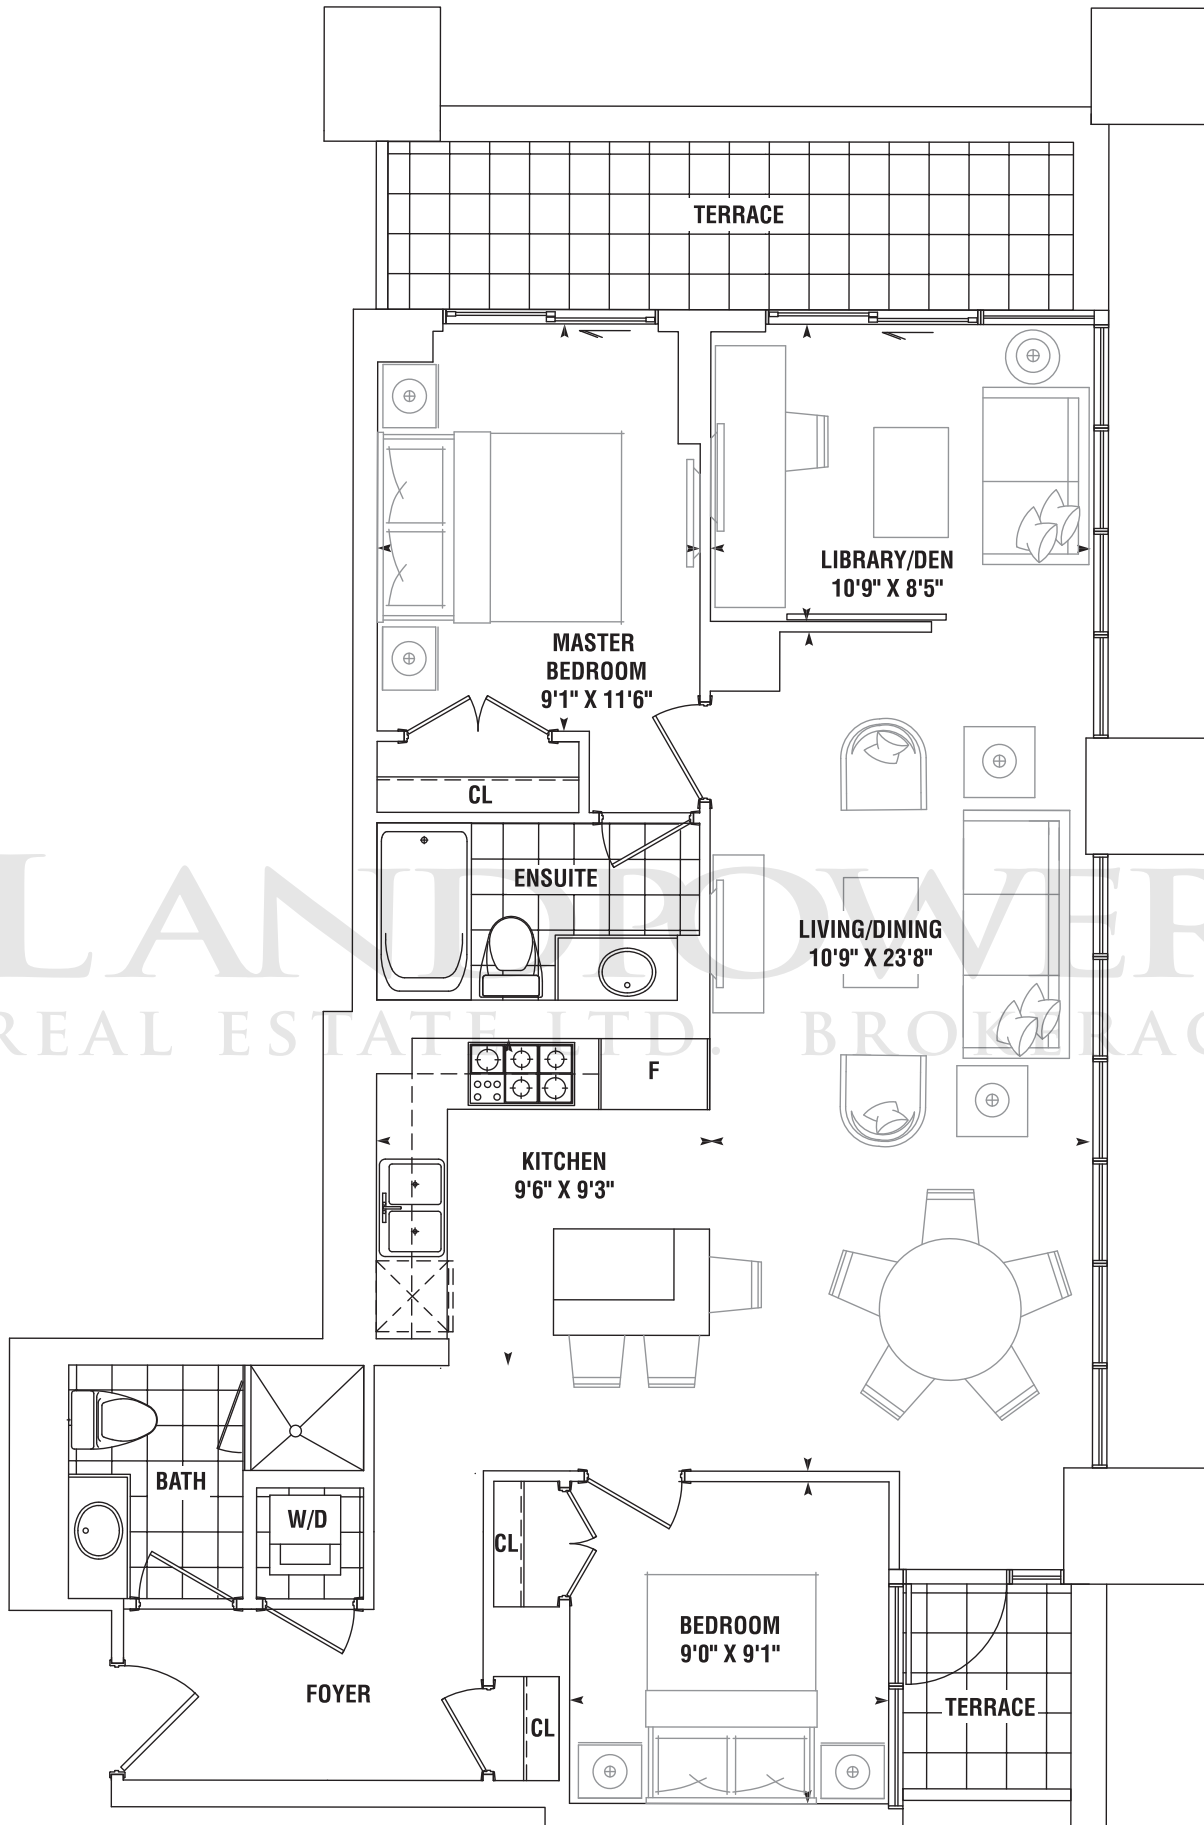 TERRACE
LIBRARY/DEN
10'9" X 8'5"
MASTER
BEDROOM
9'1" X 11'6"
CL
ENSUITE
LANDPOWER
LIVING/DINING
10'9" X 23'8"
REAL ESTATE LTD. BROKERAG
F
KITCHEN
9'6" X 9'3"
BATH
W/D
CL
BEDROOM
9'0" X 9'1"
FOYER
TERRACE
CL